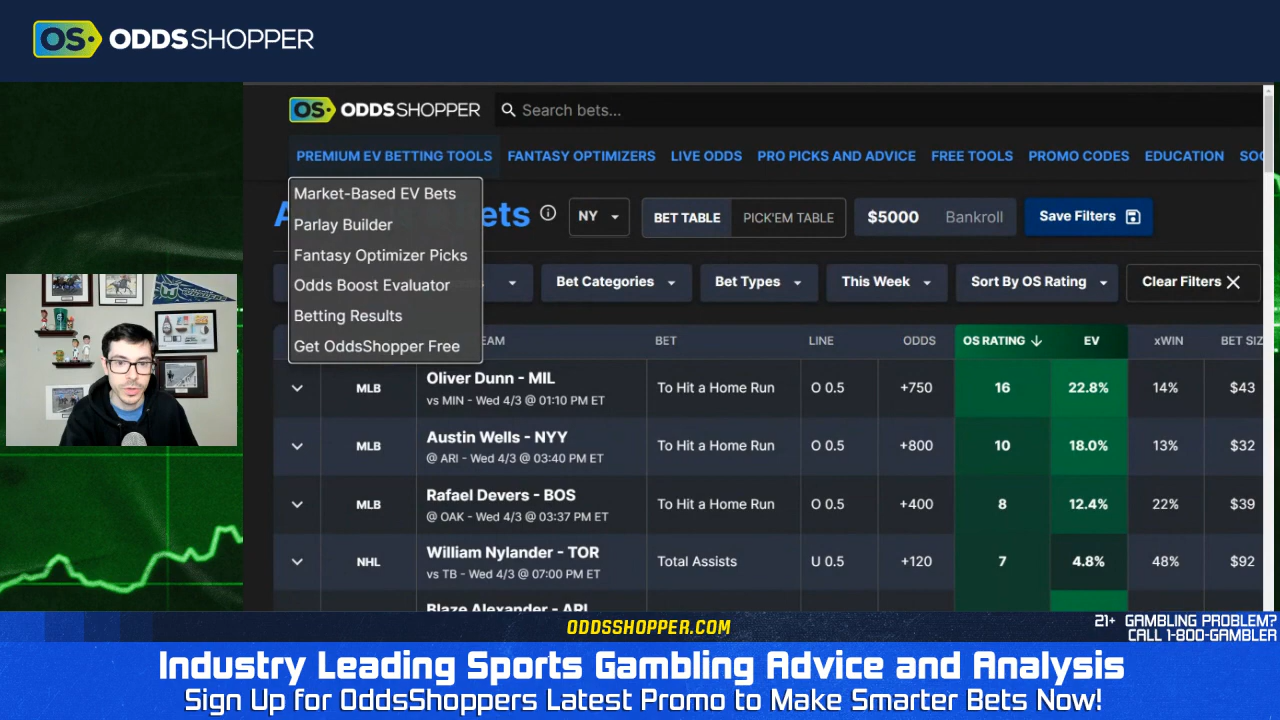 OS ODDSSHOPPER
OS ODDSSHOPPER Search bets...
PREMIUM EV BETTING TOOLS FANTASY OPTIMIZERS LIVE ODDS PRO PICKS AND ADVICE FREE TOOLS PROMO CODES EDUCATION SOC
Market-Based EV Bets
Parlay Builder
Fantasy Optimizer Picks
Odds Boost Evaluator
Betting Results
Get OddsShopper Free
ets NY BET TABLE PICK'EM TABLE $5000 Bankroll Save Filters
Bet Categories Bet Types This Week Sort By OS Rating Clear Filters X
EAM BET LINE ODDS OS RATING EV xWIN BET SIZ
MLB Oliver Dunn - MIL To Hit a Home Run O 0.5 +750 16 22.8% 14% $43
vs MIN - Wed 4/3 @ 01:10 PM ET
MLB Austin Wells - NYY To Hit a Home Run O 0.5 +800 10 18.0% 13% $32
@ ARI - Wed 4/3 @ 03:40 PM ET
MLB Rafael Devers - BOS To Hit a Home Run O 0.5 +400 8 12.4% 22% $39
@ OAK - Wed 4/3 @ 03:37 PM ET
NHL William Nylander - TOR Total Assists U 0.5 +120 7 4.8% 48% $92
vs TB - Wed 4/3 @ 07:00 PM ET
Blaze Alexander - ARI
ODDSSHOPPER.COM
21+ GAMBLING PROBLEM?
CALL 1-800-GAMBLER
Industry Leading Sports Gambling Advice and Analysis
Sign Up for OddsShoppers Latest Promo to Make Smarter Bets Now!